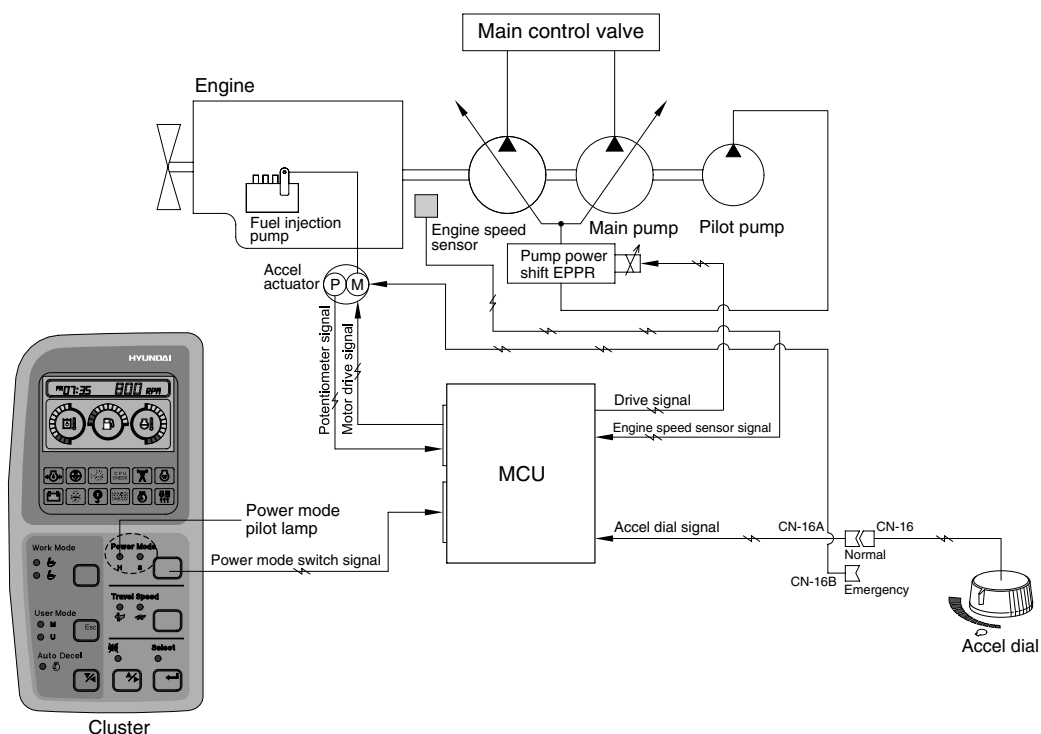 Main control valve
Engine
Fuel injection
pump
Engine speed
sensor
Main pump
Pilot pump
Pump power
shift EPPR
Accel
actuator
P
M
Potentiometer signal
Motor drive signal
Drive signal
Engine speed sensor signal
MCU
Accel dial signal
CN-16A
CN-16
Normal
CN-16B
Emergency
Accel dial
HYUNDAI
PM 07:35 800 RPM
CPU
CHECK
Power mode
pilot lamp
Power mode switch signal
Work Mode
Power Mode
H
S
Travel Speed
User Mode
M
U
Esc
Auto Decel
Select
Cluster